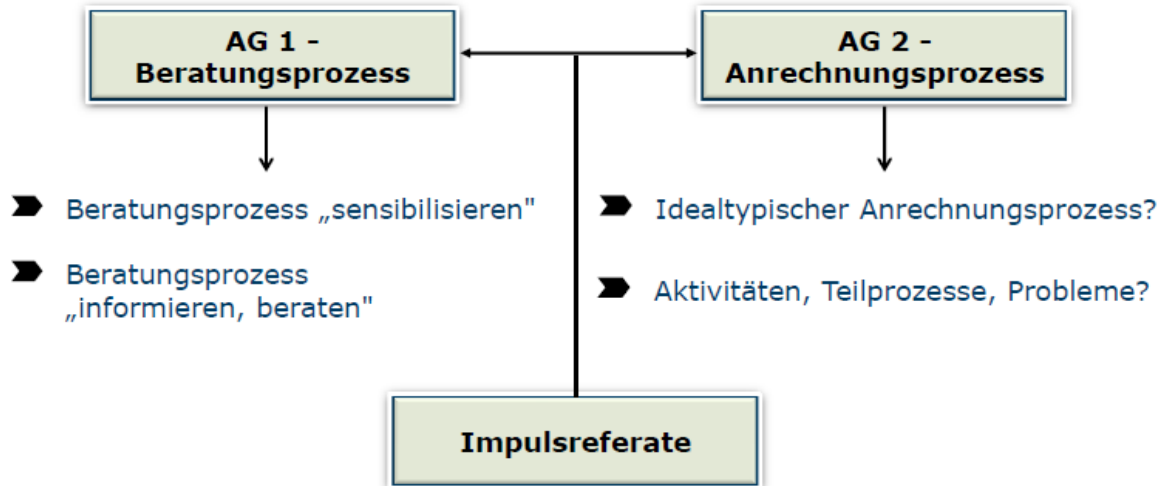 AG 1 -
Beratungsprozess
AG 2 -
Anrechnungsprozess
Beratungsprozess „sensibilisieren"
Beratungsprozess
„informieren, beraten"
Idealtypischer Anrechnungsprozess?
Aktivitäten, Teilprozesse, Probleme?
Impulsreferate